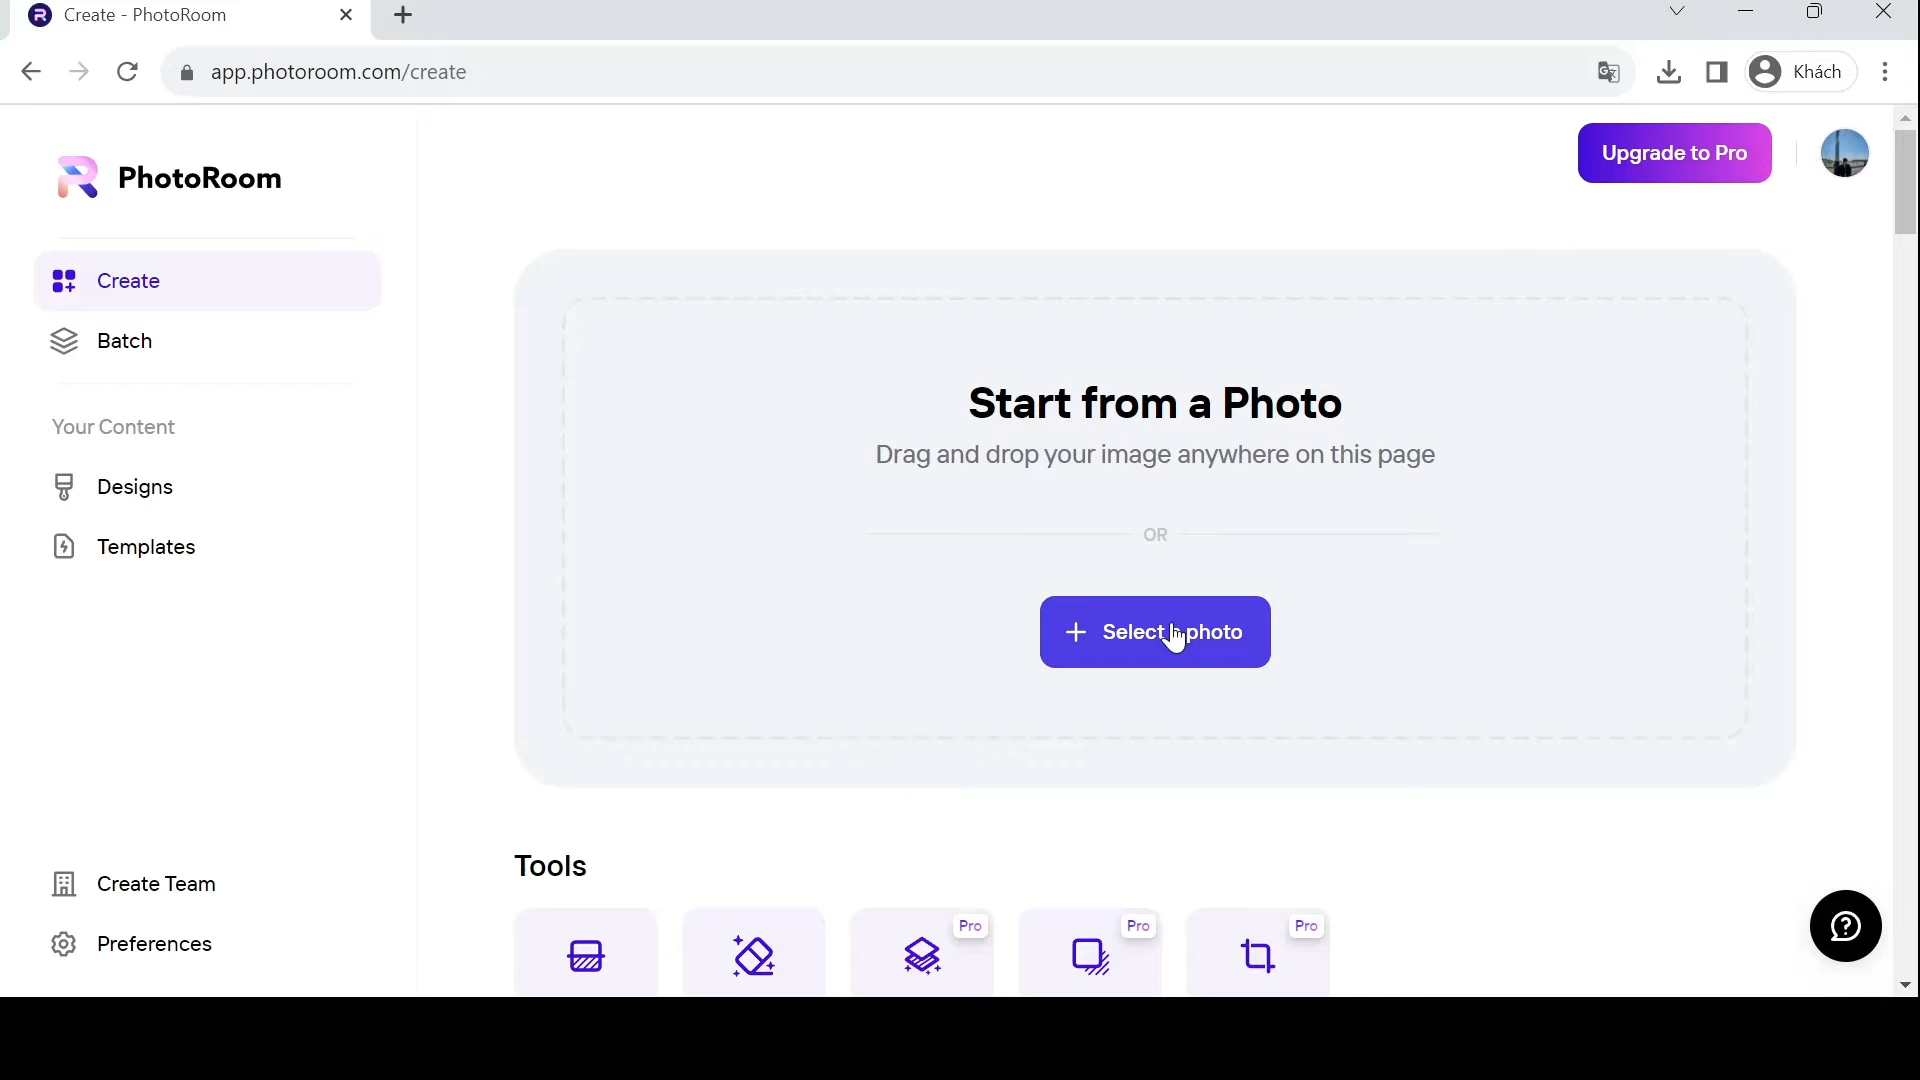 Create - PhotoRoom
app.photoroom.com/create
Khách
PhotoRoom
Upgrade to Pro
Create
Batch
Your Content
Designs
Templates
Create Team
Preferences
Start from a Photo
Drag and drop your image anywhere on this page
OR
Select a photo
Tools
Pro
Pro
Pro